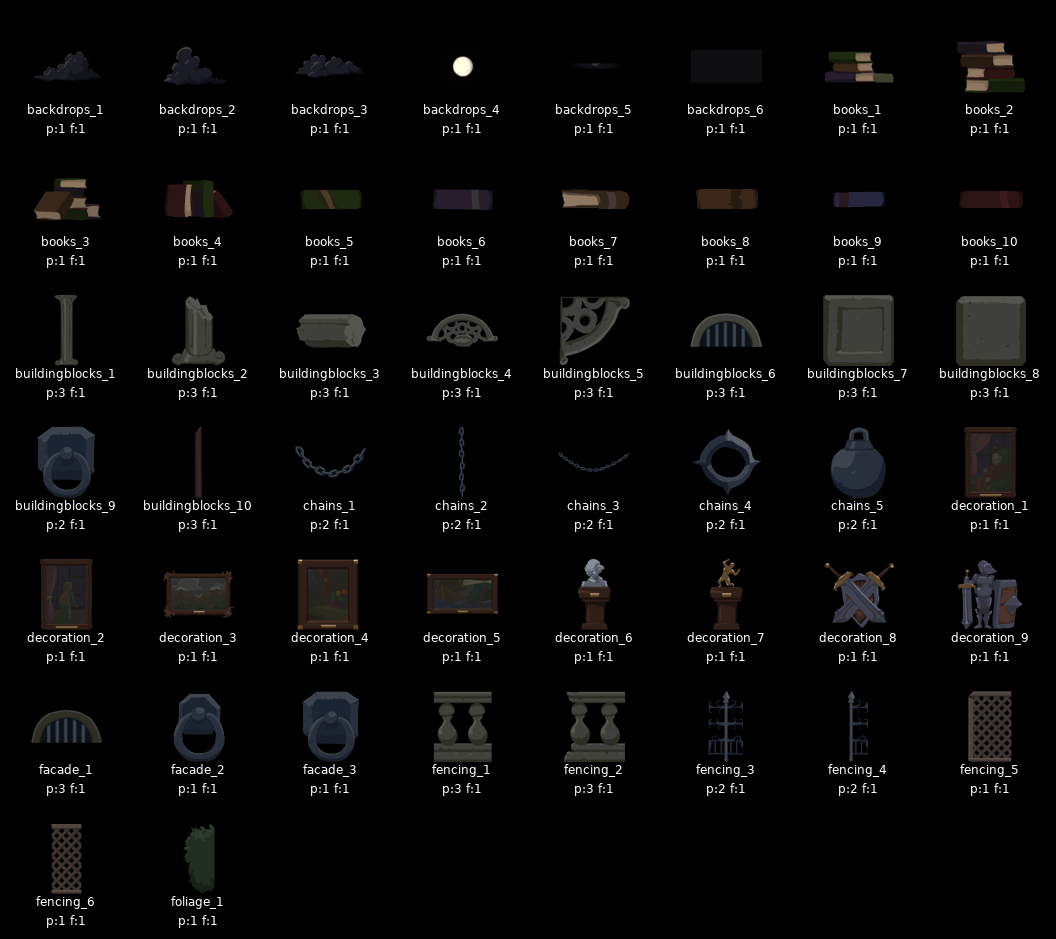 backdrops_1 backdrops_2 backdrops_3 backdrops_4 backdrops_5 backdrops_6 books_1 books_2
p:1 f:1 p:1 f:1 p:1 f:1 p:1 f:1 p:1 f:1 p:1 f:1 p:1 f:1 p:1 f:1
books_3 books_4 books_5 books_6 books_7 books_8 books_9 books_10
p:1 f:1 p:1 f:1 p:1 f:1 p:1 f:1 p:1 f:1 p:1 f:1 p:1 f:1 p:1 f:1
buildingblocks_1 buildingblocks_2 buildingblocks_3 buildingblocks_4 buildingblocks_5 buildingblocks_6 buildingblocks_7 buildingblocks_8
p:3 f:1 p:3 f:1 p:3 f:1 p:3 f:1 p:3 f:1 p:3 f:1 p:3 f:1 p:3 f:1
buildingblocks_9 buildingblocks_10 chains_1 chains_2 chains_3 chains_4 chains_5 decoration_1
p:2 f:1 p:3 f:1 p:2 f:1 p:2 f:1 p:2 f:1 p:2 f:1 p:2 f:1 p:1 f:1
decoration_2 decoration_3 decoration_4 decoration_5 decoration_6 decoration_7 decoration_8 decoration_9
p:1 f:1 p:1 f:1 p:1 f:1 p:1 f:1 p:1 f:1 p:1 f:1 p:1 f:1 p:1 f:1
facade_1 facade_2 facade_3 fencing_1 fencing_2 fencing_3 fencing_4 fencing_5
p:3 f:1 p:1 f:1 p:1 f:1 p:3 f:1 p:3 f:1 p:2 f:1 p:2 f:1 p:1 f:1
fencing_6 foliage_1
p:1 f:1 p:1 f:1